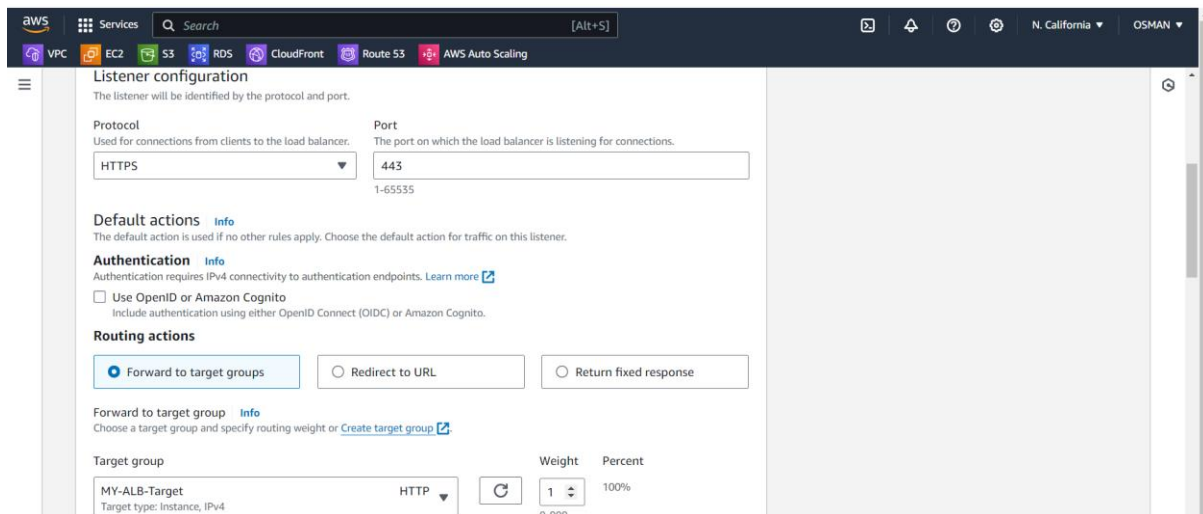 aws Services Search [Alt+S] N. California ▼ OSMAN ▼
VPC EC2 S3 RDS CloudFront Route 53 AWS Auto Scaling
Listener configuration
The listener will be identified by the protocol and port.
Protocol Port
Used for connections from clients to the load balancer. The port on which the load balancer is listening for connections.
HTTPS 443
1-65535
Default actions Info
The default action is used if no other rules apply. Choose the default action for traffic on this listener.
Authentication Info
Authentication requires IPv4 connectivity to authentication endpoints. Learn more
Use OpenID or Amazon Cognito
Include authentication using either OpenID Connect (OIDC) or Amazon Cognito.
Routing actions
Forward to target groups Redirect to URL Return fixed response
Forward to target group Info
Choose a target group and specify routing weight or Create target group.
Target group Weight Percent
MY-ALB-Target HTTP 1 100%
Target type: Instance, IPv4